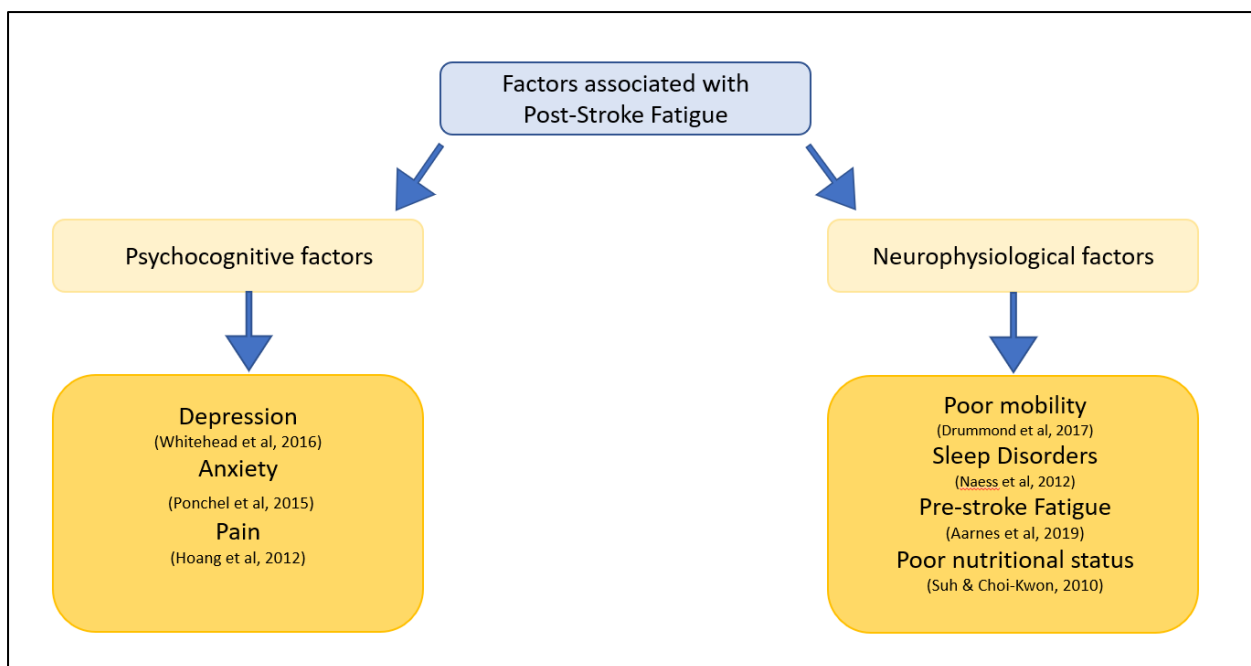 Factors associated with
Post-Stroke Fatigue
Psychocognitive factors
Neurophysiological factors
Depression
(Whitehead et al, 2016)
Anxiety
(Ponchel et al, 2015)
Pain
(Hoang et al, 2012)
Poor mobility
(Drummond et al, 2017)
Sleep Disorders
(Naess et al, 2012)
Pre-stroke Fatigue
(Aarnes et al, 2019)
Poor nutritional status
(Suh & Choi-Kwon, 2010)